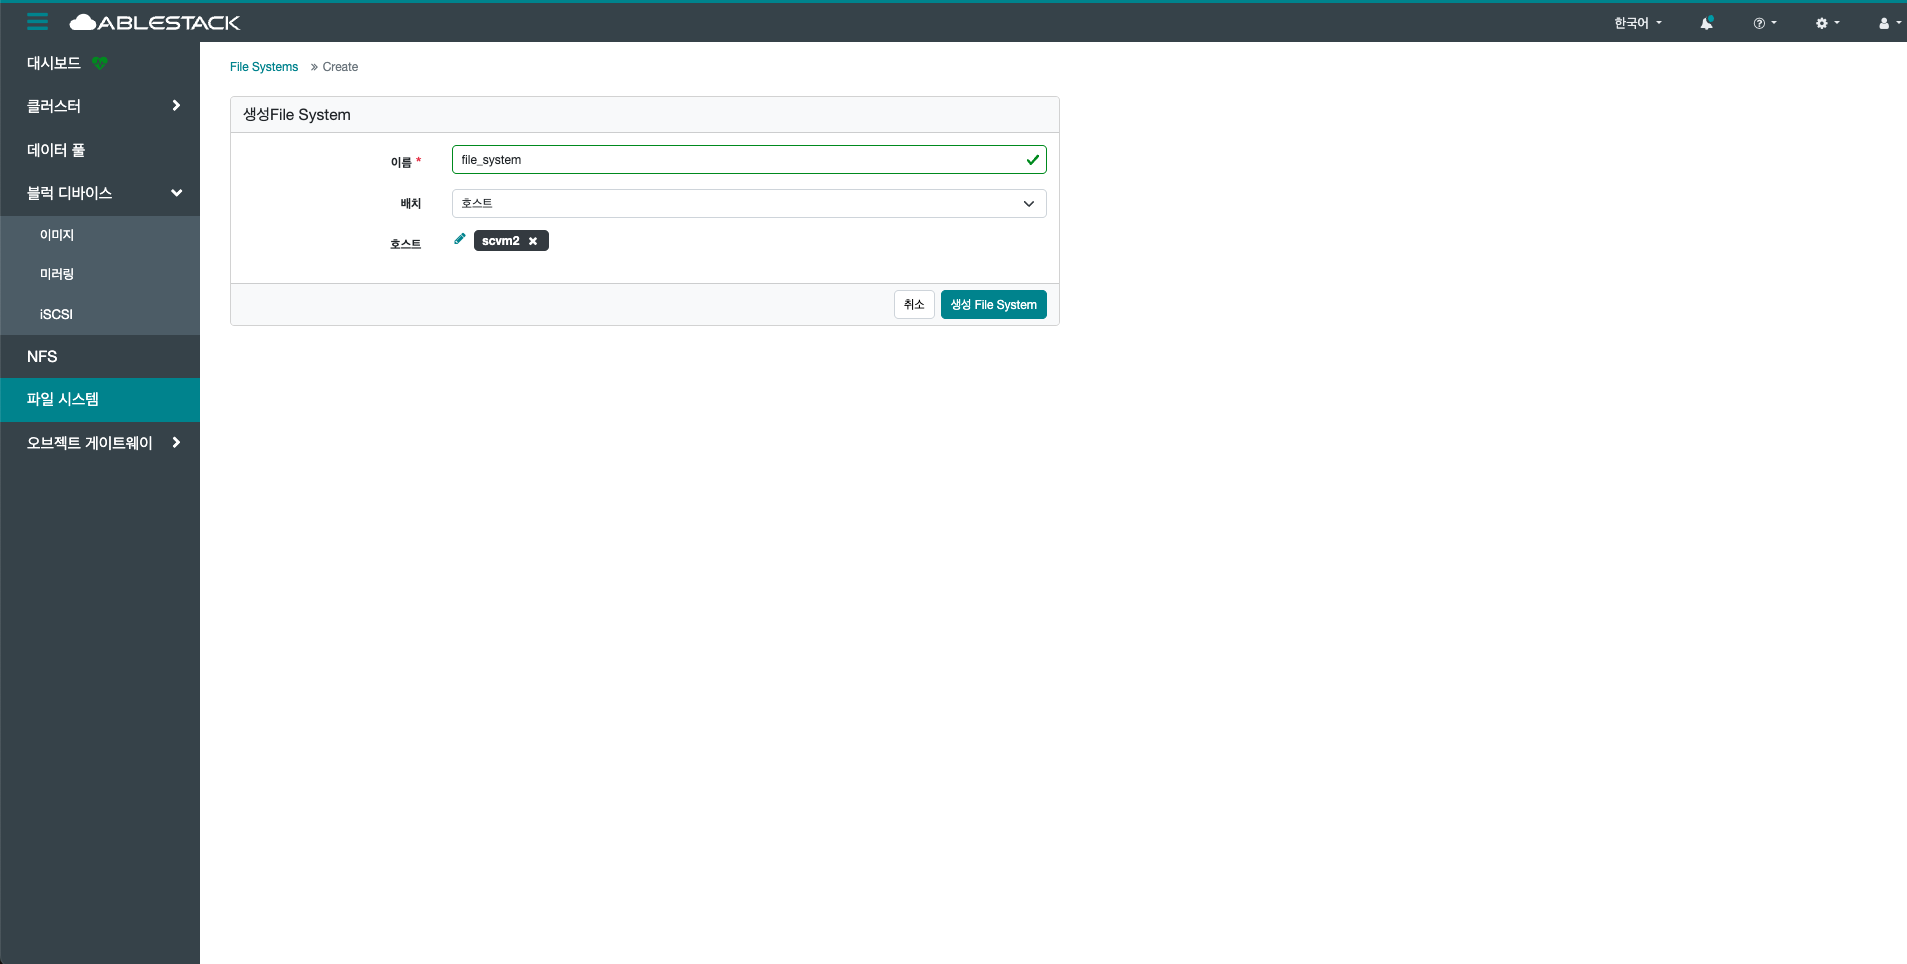 ABLESTACK
한국어
대시보드
클러스터
데이터 풀
블럭 디바이스
이미지
미러링
iSCSI
NFS
파일 시스템
오브젝트 게이트웨이
File Systems » Create
생성File System
이름 *
file_system
배치
호스트
호스트
scvm2
취소
생성 File System